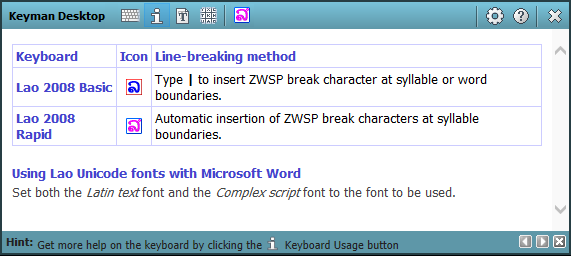 Keyman Desktop
Keyboard Icon Line-breaking method
Lao 2008 Basic
Type | to insert ZWSP break character at syllable or word
boundaries.
Lao 2008
Rapid
Automatic insertion of ZWSP break characters at syllable
boundaries.
Using Lao Unicode fonts with Microsoft Word
Set both the Latin text font and the Complex script font to the font to be used.
Hint: Get more help on the keyboard by clicking the i Keyboard Usage button